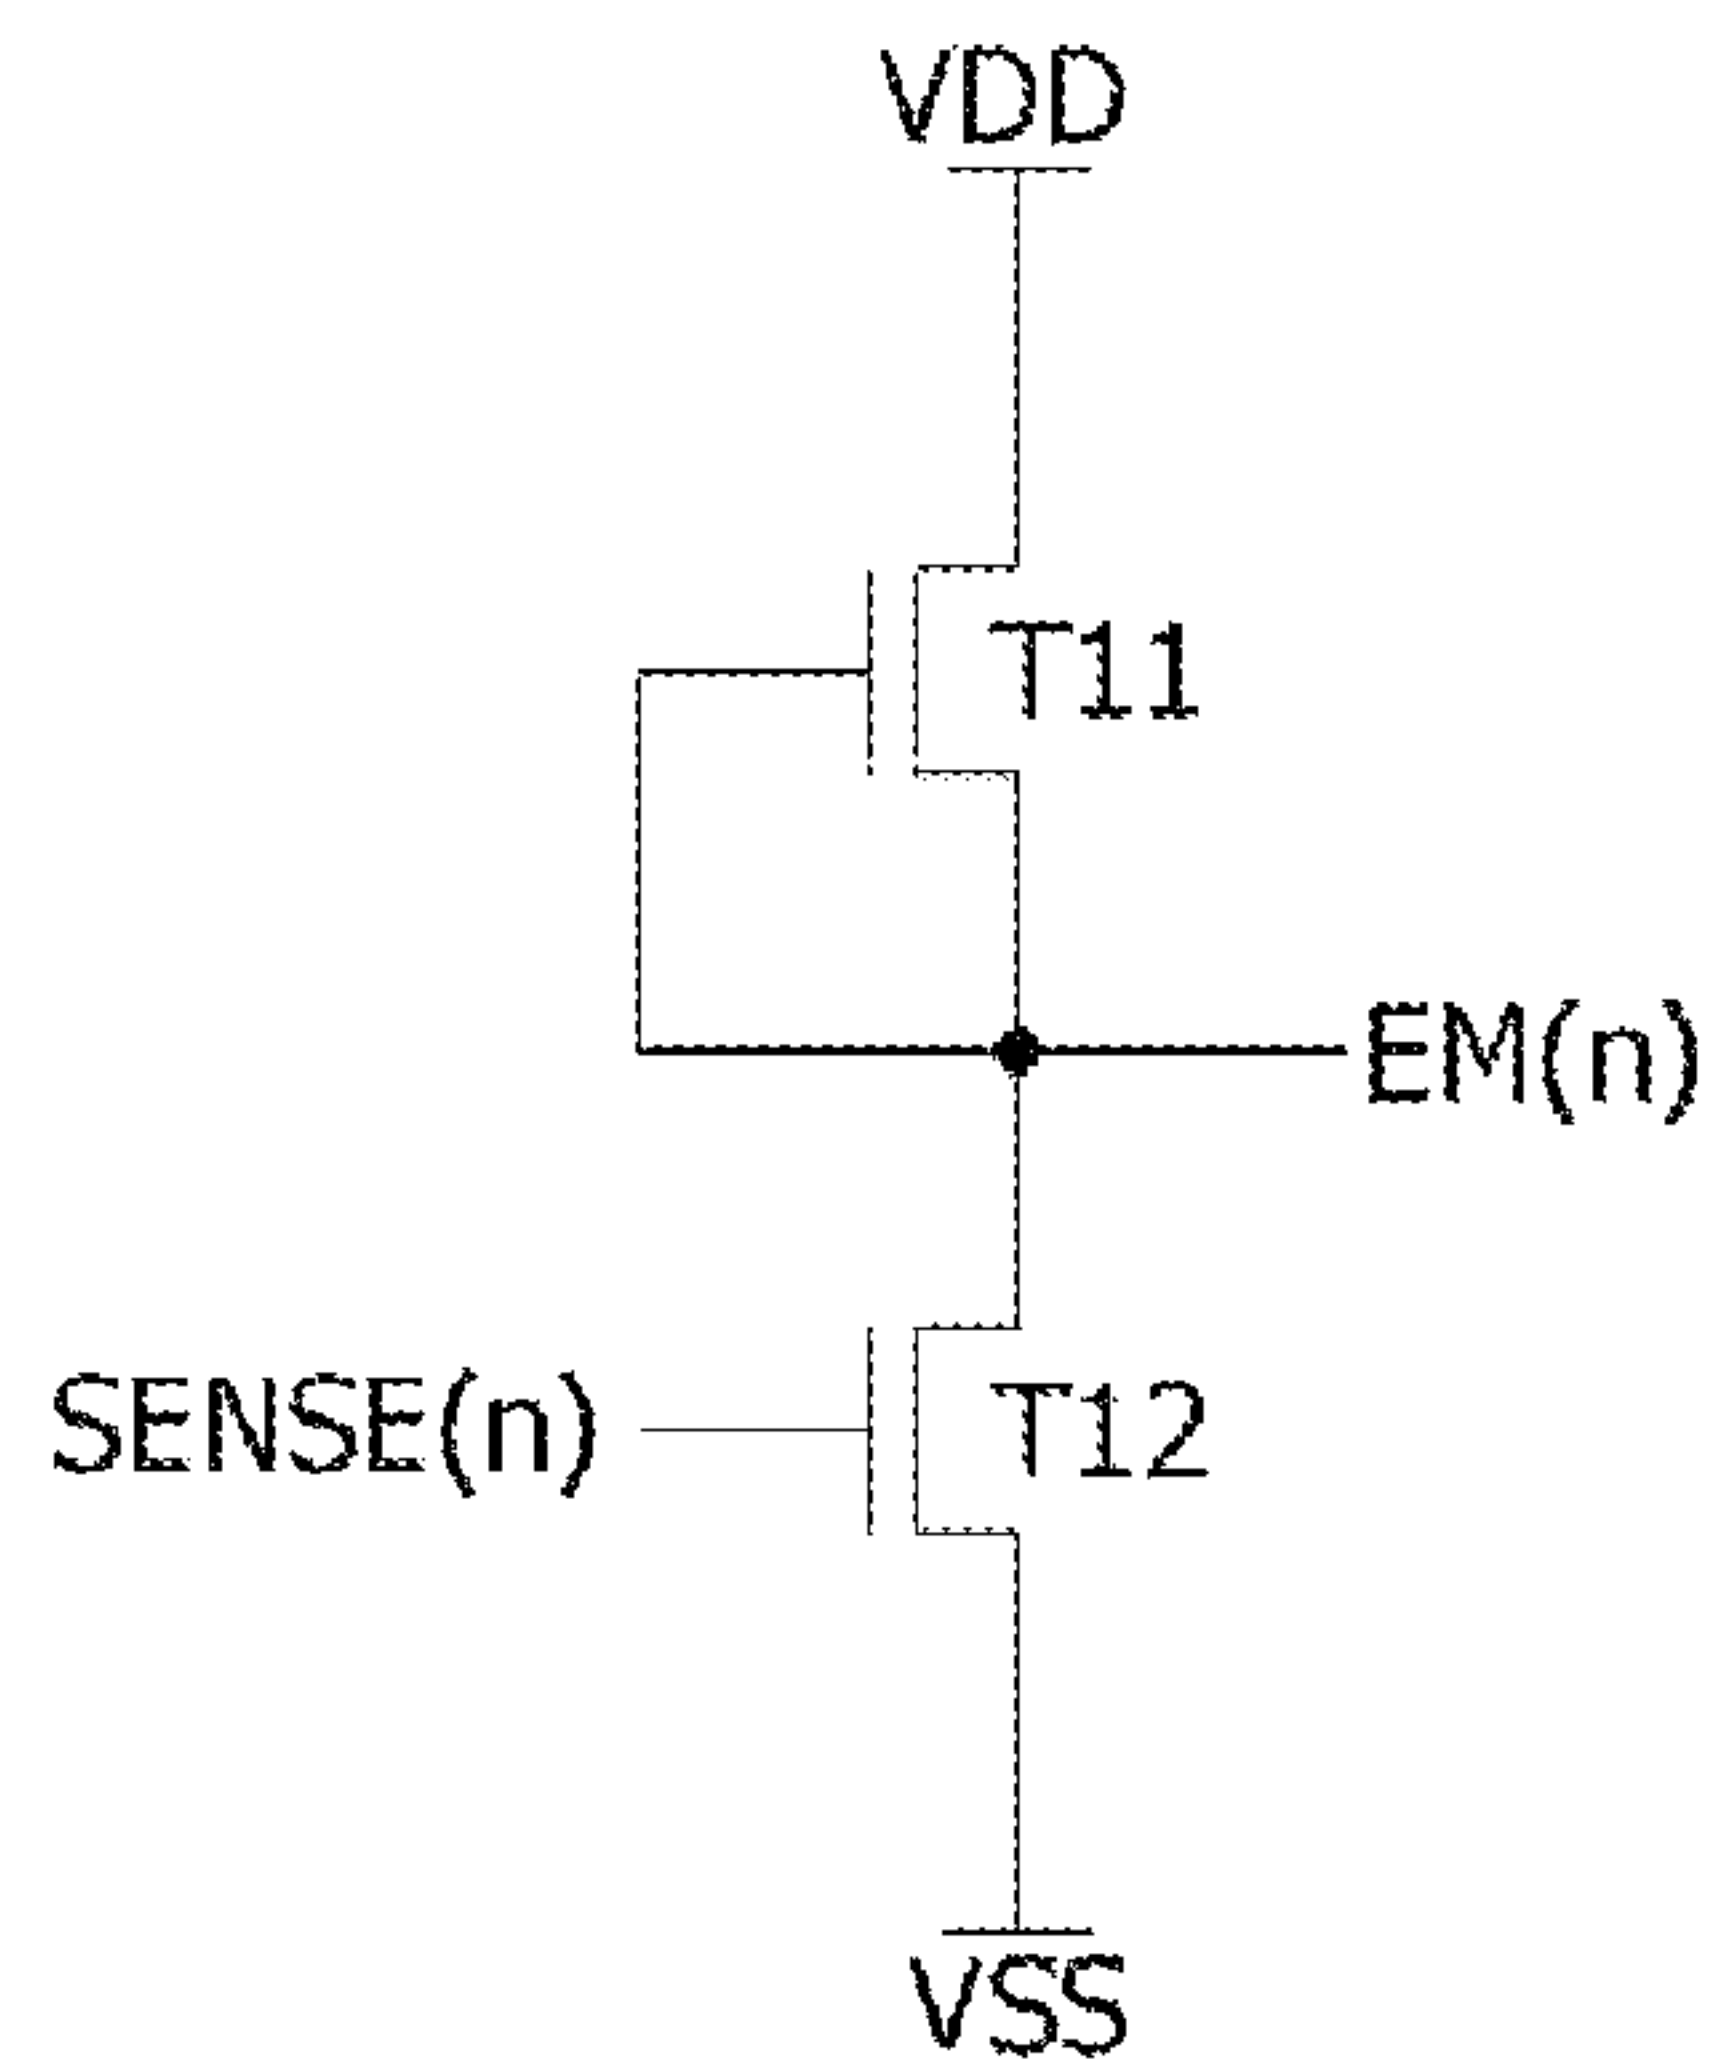 VDD
T11
EM(n)
SENSE(n)
T12
VSS